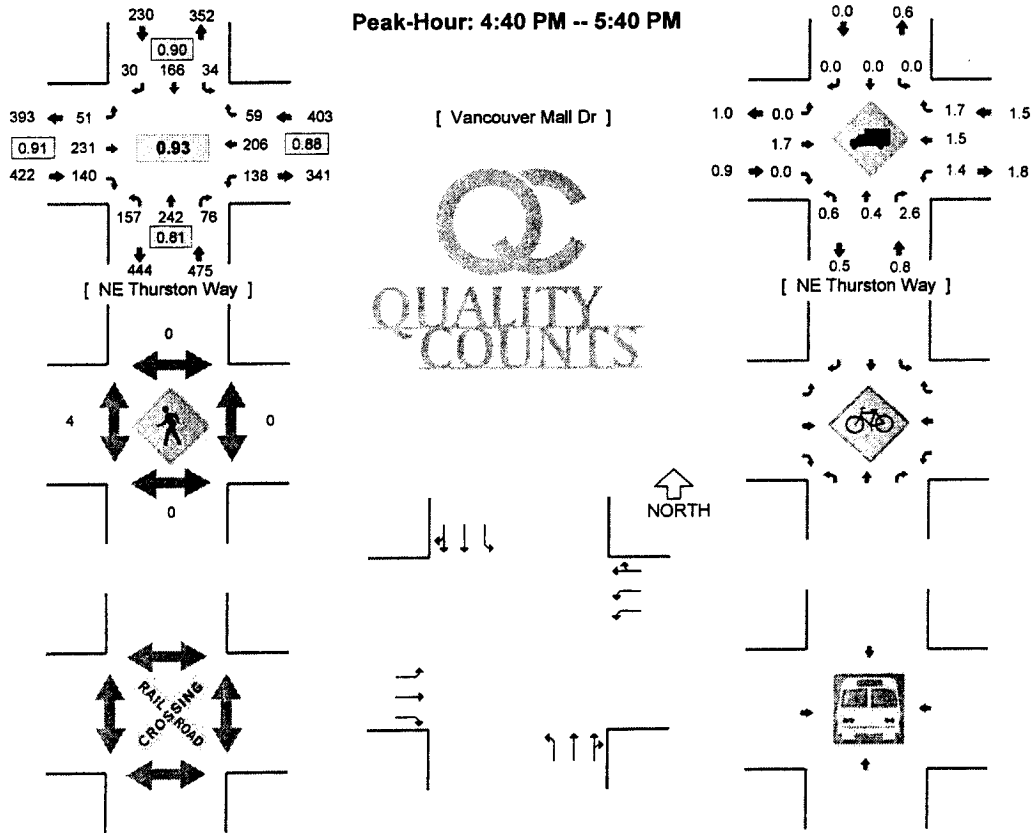 Peak-Hour: 4:40 PM -- 5:40 PM
230 352
0.90
30 166 34
393 51 59 403
0.91 231 0.93 206 0.88
422 140 138 341
157 242 76
0.81
444 475
[ NE Thurston Way ]
[ Vancouver Mall Dr ]
QC
QUALITY
COUNTS
0.0 0.6
0.0 0.0 0.0
1.0 0.0 1.7 1.5
1.7 1.5
0.9 0.0 1.4 1.8
0.6 0.4 2.6
0.5 0.8
[ NE Thurston Way ]
0
4 0
0
NORTH
RAIL ROAD
CROSSING